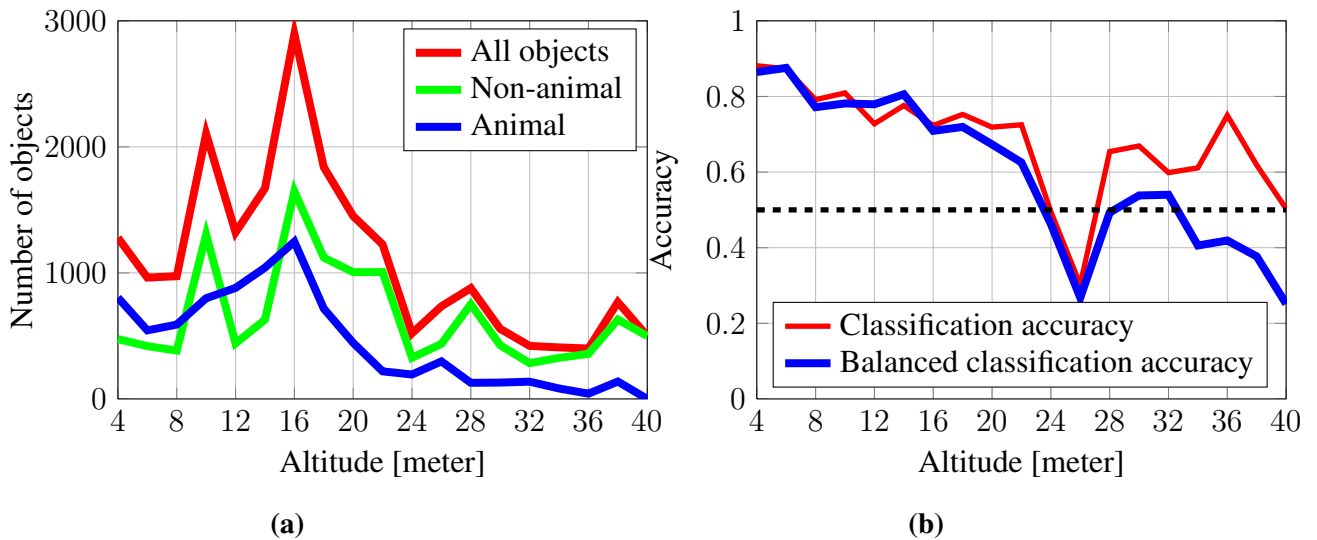 3000
2000
1000
0
Number of objects
All objects
Non-animal
Animal
4 8 12 16 20 24 28 32 36 40
Altitude [meter]
(a)
1
0.8
0.6
0.4
0.2
0
Accuracy
Classification accuracy
Balanced classification accuracy
4 8 12 16 20 24 28 32 36 40
Altitude [meter]
(b)